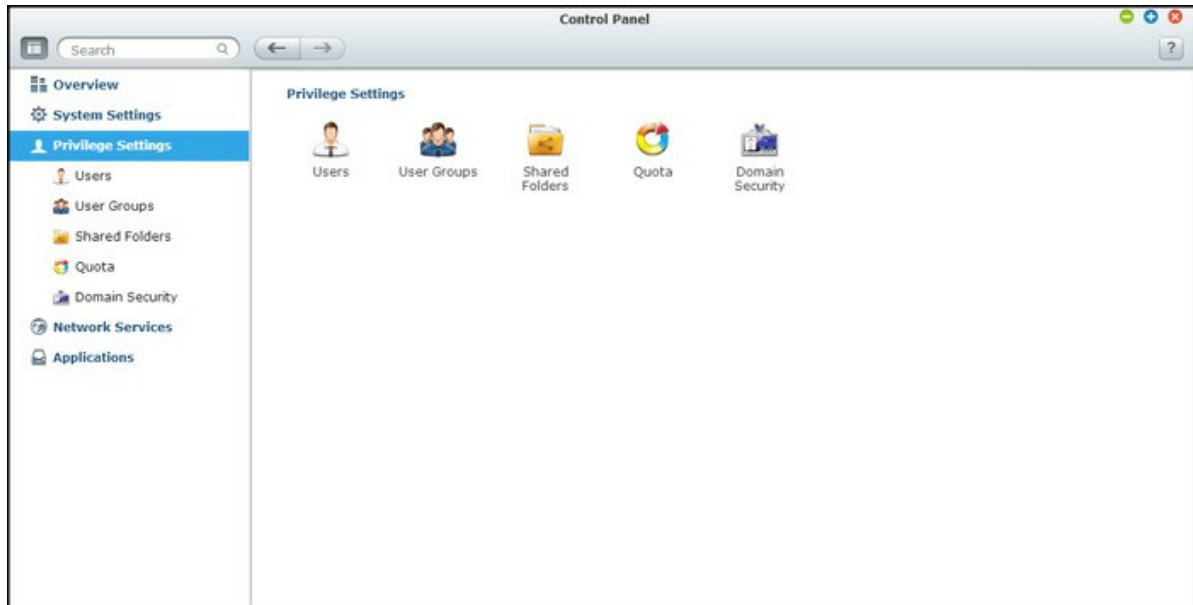 Control Panel
Search
?
Overview
System Settings
Privilege Settings
Users
User Groups
Shared Folders
Quota
Domain Security
Network Services
Applications
Privilege Settings
Users
User Groups
Shared
Folders
Quota
Domain
Security